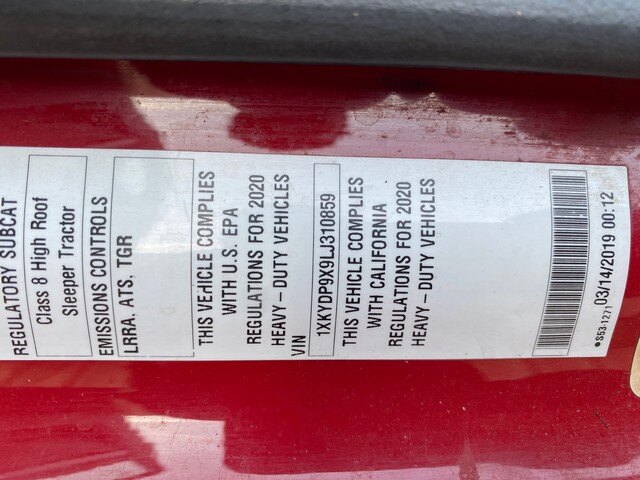 REGULATORY SUBCAT
Class 8 High Roof
Sleeper Tractor
EMISSIONS CONTROLS
LRRA. ATS. TGR
THIS VEHICLE COMPLIES
WITH U.S. EPA
REGULATIONS FOR 2020
HEAVY-DUTY VEHICLES
VIN
1XKYDP9X9LJ310859
THIS VEHICLE COMPLIES
WITH CALIFORNIA
REGULATIONS FOR 2020
HEAVY-DUTY VEHICLES
● S53-1271 03/14/2019 00:12